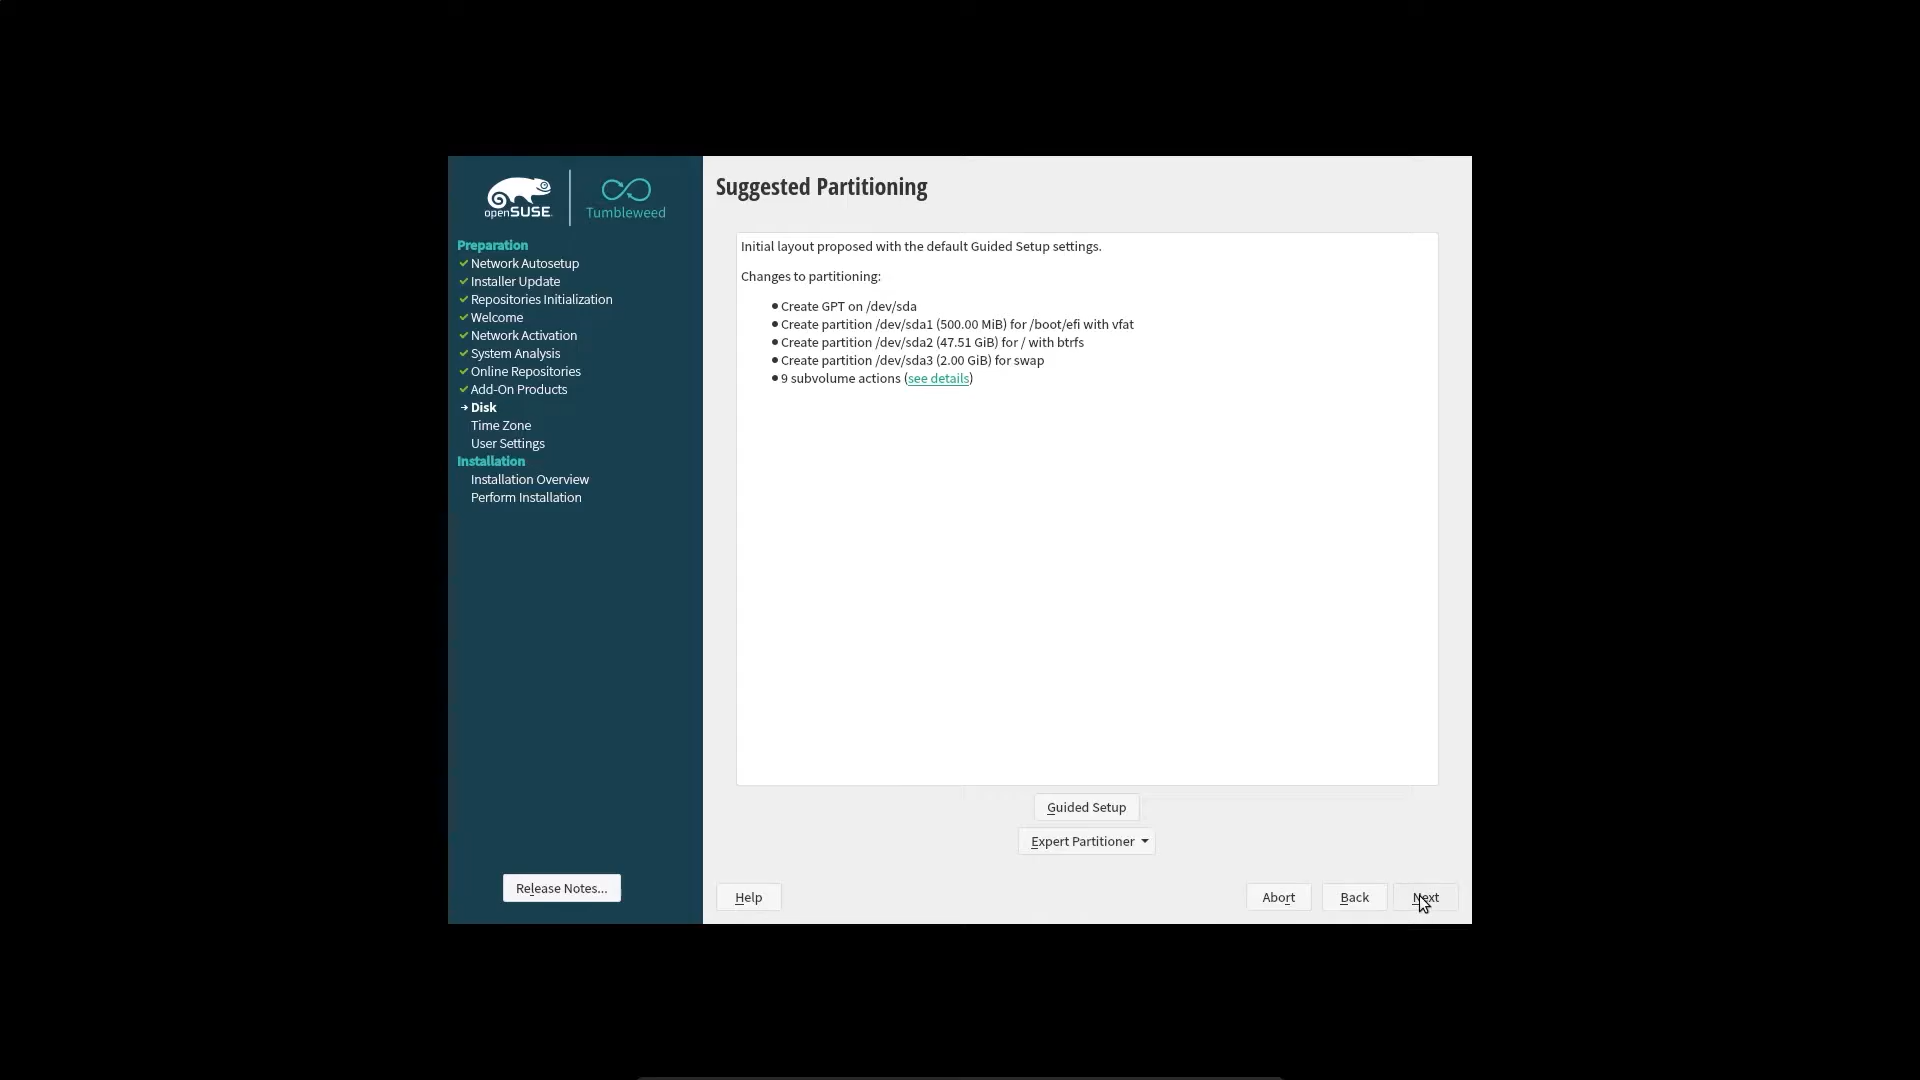 openSUSE
Tumbleweed
Preparation
Network Autosetup
Installer Update
Repositories Initialization
Welcome
Network Activation
System Analysis
Online Repositories
Add-On Products
Disk
Time Zone
User Settings
Installation
Installation Overview
Perform Installation
Release Notes...
Suggested Partitioning
Initial layout proposed with the default Guided Setup settings.
Changes to partitioning:
Create GPT on /dev/sda
Create partition /dev/sda1 (500.00 MiB) for /boot/efi with vfat
Create partition /dev/sda2 (47.51 GiB) for / with btrfs
Create partition /dev/sda3 (2.00 GiB) for swap
9 subvolume actions (see details)
Guided Setup
Expert Partitioner
Help
Abort
Back
Next